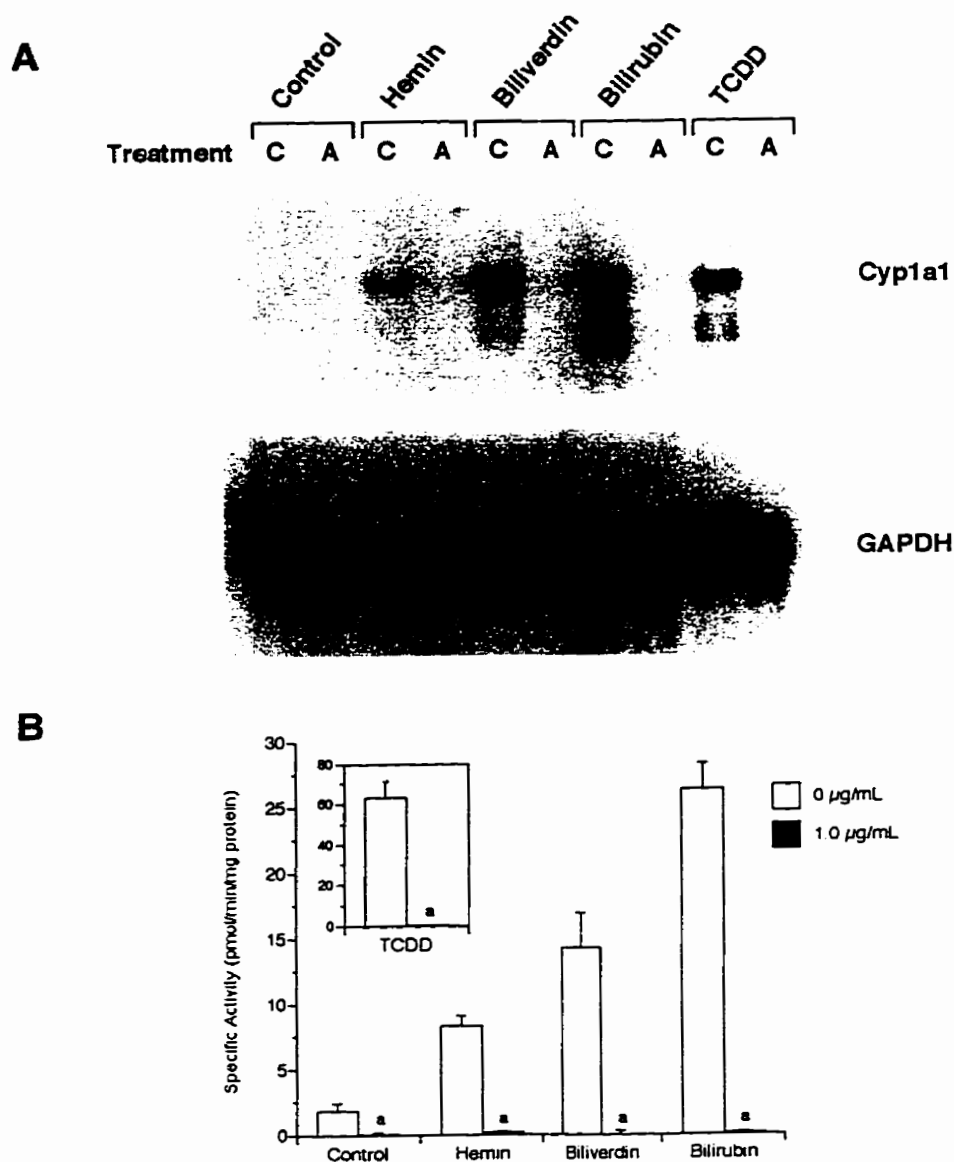 A
Control Hemin Biliverdin Bilirubin TCDD
Treatment C A C A C A C A C A
Cyp1a1
GAPDH
B
Specific Activity (pmol/min/mg protein)
30
25
20
15
10
5
0
80
60
40
20
0
a
TCDD
0 µg/mL
1.0 µg/mL
a a a a
Control Hemin Biliverdin Bilirubin